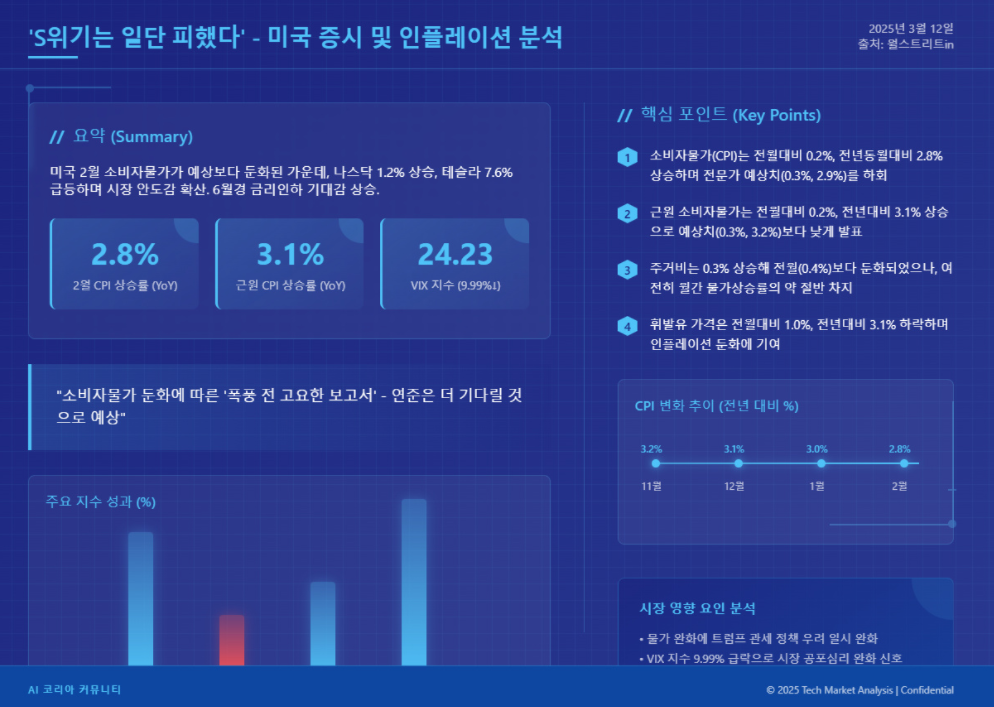 'S위기는 일단 피했다' - 미국 증시 및 인플레이션 분석
2025년 3월 12일
출처: 월스트리트in
// 요약 (Summary)
미국 2월 소비자물가가 예상보다 둔화된 가운데, 나스닥 1.2% 상승, 테슬라 7.6%
급등하며 시장 안도감 확산. 6월경 금리인하 기대감 상승.
2.8%
2월 CPI 상승률 (YoY)
3.1%
근원 CPI 상승률 (YoY)
24.23
VIX 지수 (9.99%↓)
"소비자물가 둔화에 따른 '폭풍 전 고요한 보고서' - 연준은 더 기다릴 것
으로 예상"
주요 지수 성과 (%)
// 핵심 포인트 (Key Points)
1 소비자물가(CPI)는 전월대비 0.2%, 전년동월대비 2.8%
상승하며 전문가 예상치(0.3%, 2.9%)를 하회
2 근원 소비자물가는 전월대비 0.2%, 전년대비 3.1% 상승
으로 예상치(0.3%, 3.2%)보다 낮게 발표
3 주거비는 0.3% 상승해 전월(0.4%)보다 둔화되었으나, 여
전히 월간 물가상승률의 약 절반 차지
4 휘발유 가격은 전월대비 1.0%, 전년대비 3.1% 하락하며
인플레이션 둔화에 기여
CPI 변화 추이 (전년 대비 %)
3.2% 3.1% 3.0% 2.8%
11월 12월 1월 2월
시장 영향 요인 분석
• 물가 완화에 트럼프 관세 정책 우려 일시 완화
• VIX 지수 9.99% 급락으로 시장 공포심리 완화 신호
AI 코리아 커뮤니티
© 2025 Tech Market Analysis | Confidential